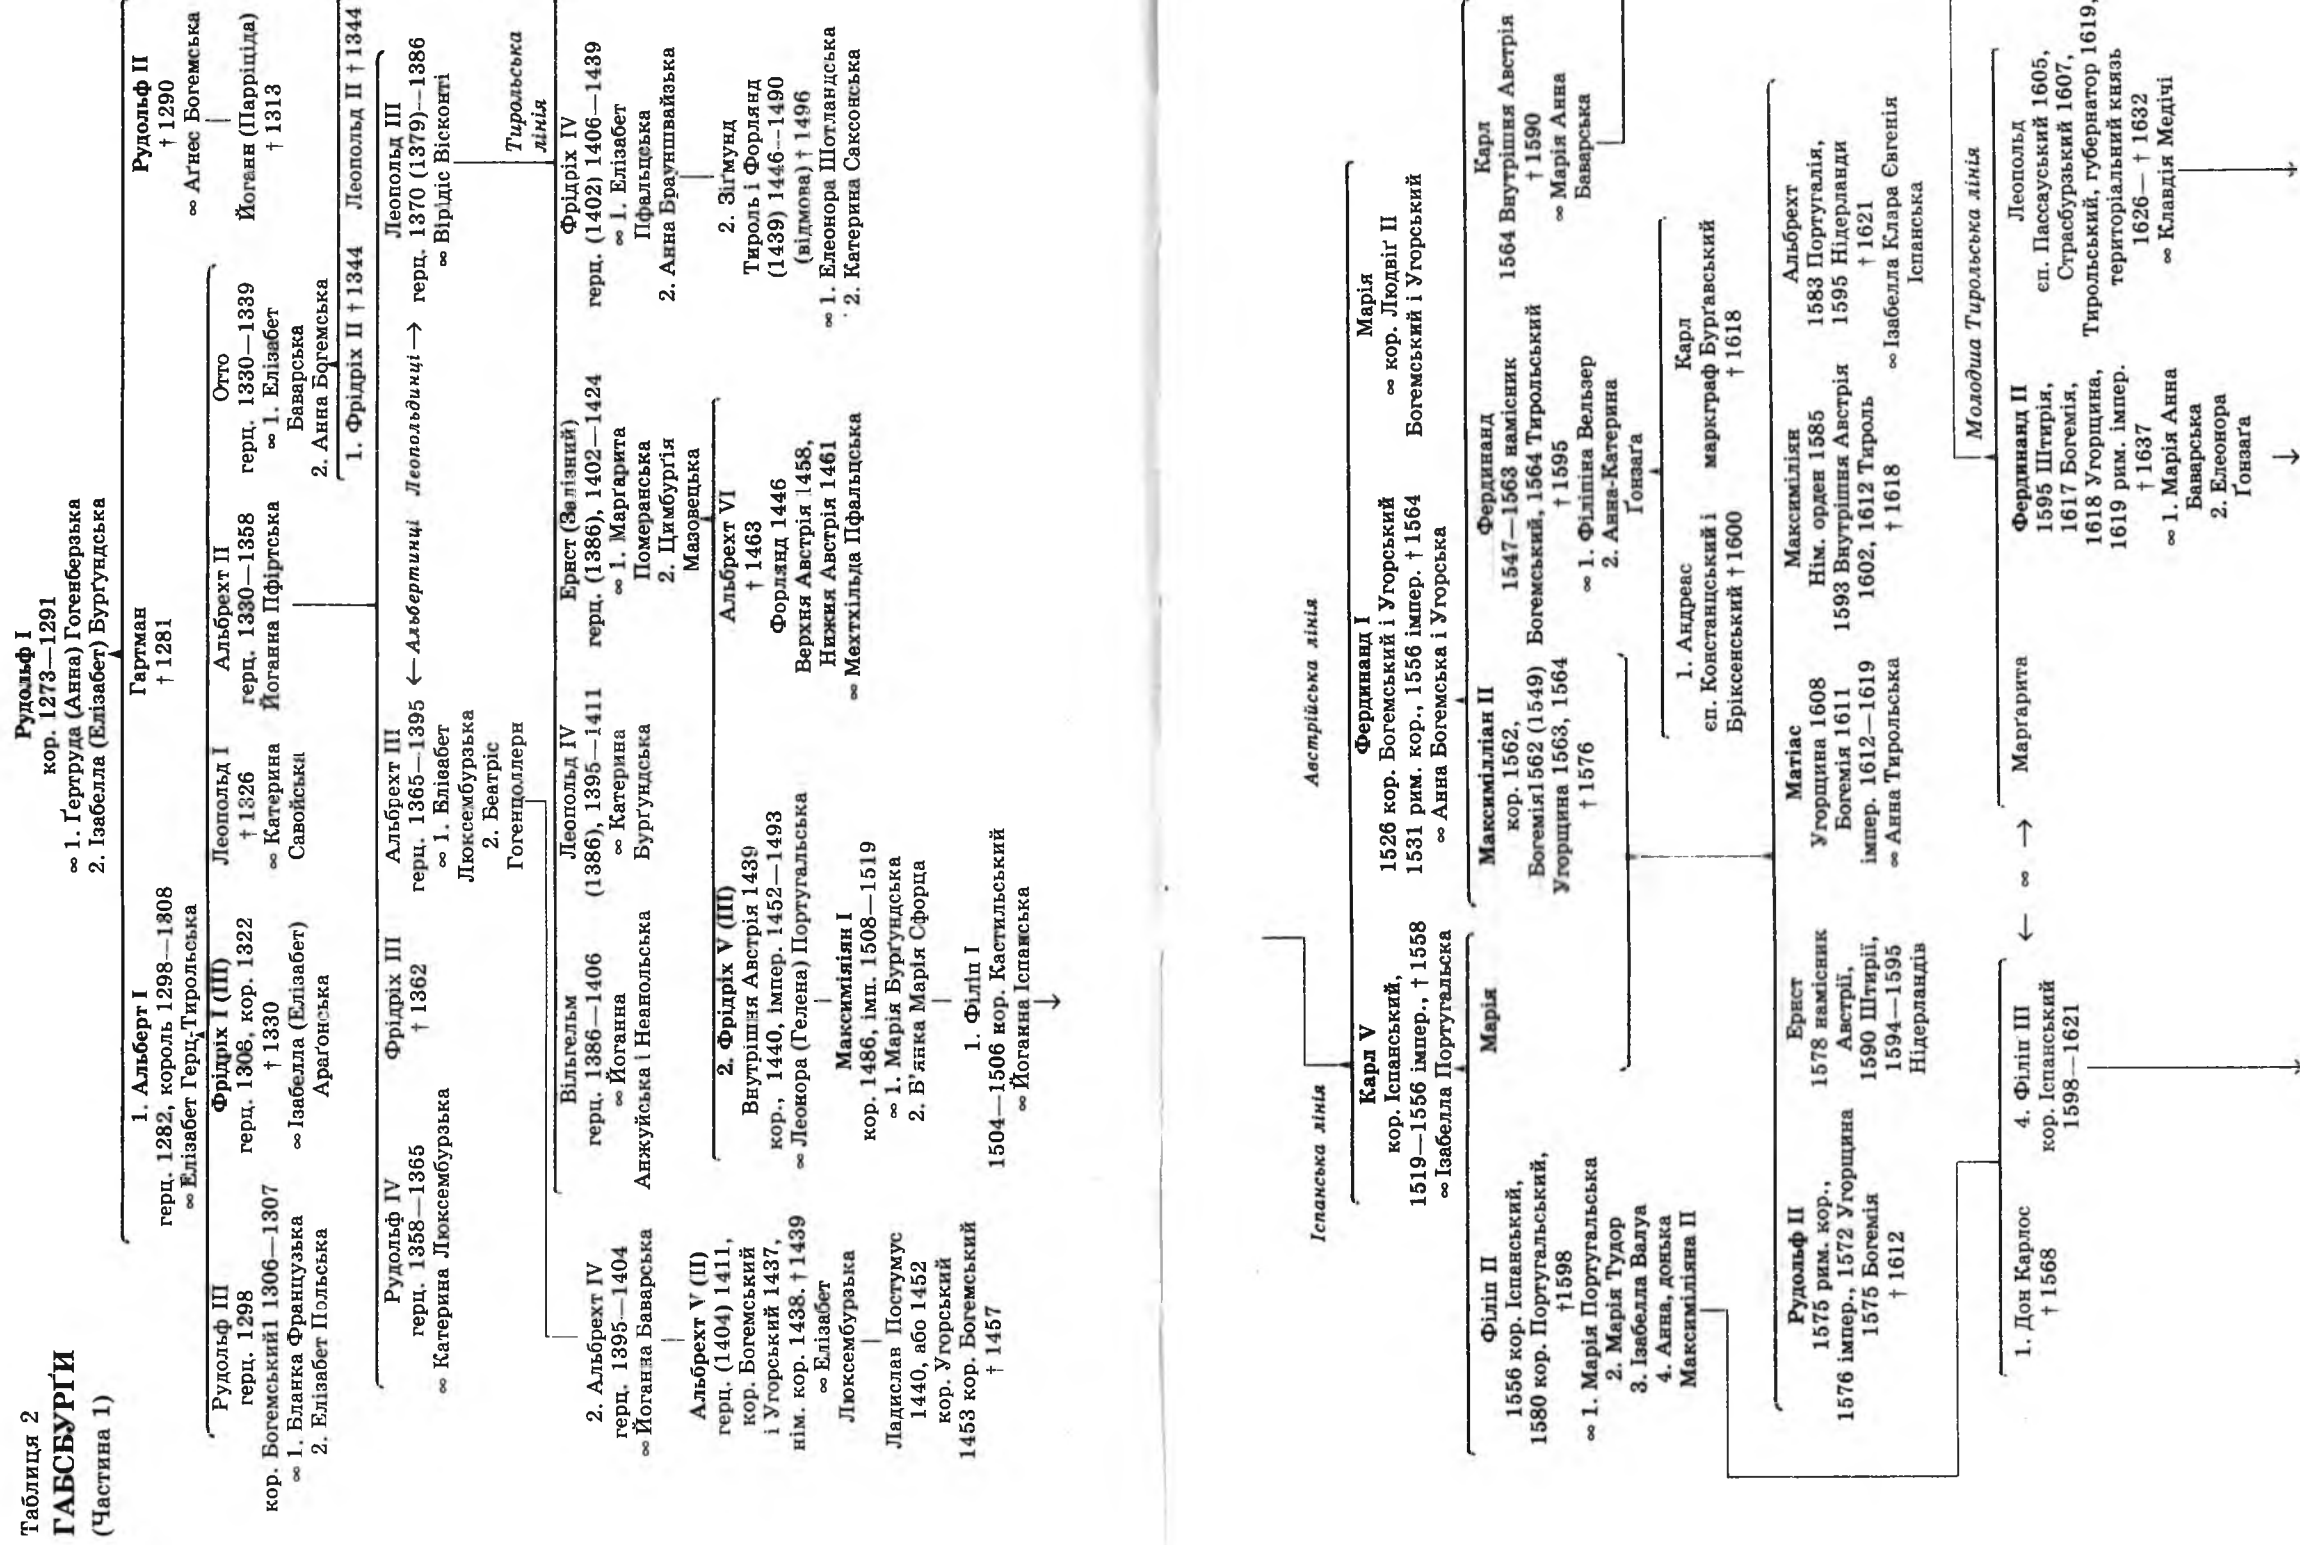 Таблиця 2
ГАБСБУРҐИ
(Частина 1)
Рудольф I
кор. 1273—1291
∞ 1. Ґертруда (Анна) Гогенберзька
2. Ізабелла (Елізабет) Бурґундська
1. Альберт I
герц. 1282, король 1298—1308
∞ Елізабет Герц-Тирольська
Гартман
† 1281
Рудольф II
† 1290
∞ Аґнес Богемська
Йоганн (Парріціда)
† 1313
Рудольф III
герц. 1298
кор. Богемський1 1306—1307
∞ 1. Бланка Французька
2. Елізабет Польська
Фрідріх I (III)
герц. 1308, кор. 1322
† 1330
∞ Ізабелла (Елізабет)
Араґонська
Леопольд I
† 1326
∞ Катерина
Савойська
Альбрехт II
герц. 1330—1358
Йоганна Пфіртська
Отто
герц. 1330—1339
∞ 1. Елізабет
Баварська
2. Анна Богемська
1. Фрідріх II † 1344
Леопольд II † 1344
Рудольф IV
герц. 1358—1365
∞ Катерина Люксембурзька
Фрідріх III
† 1362
Альбрехт III
герц. 1365—1395
∞ 1. Елівабет
Люксембурзька
2. Беатріс
Гогенцоллерн
← Альбертинці Леопольдинці →
Леопольд III
герц. 1370 (1379)—1386
∞ Вірідіс Вісконті
Тирольська
лінія
2. Альбрехт IV
герц. 1395—1404
∞ Йоганна Баварська
Вільгельм
герц. 1386—1406
∞ Йоганна
Анжуйська і Неапольська
Леопольд IV
(1386), 1395—1411
∞ Катерина
Бурґундська
Ернст (Залізний)
герц. (1386), 1402—1424
∞ 1. Марґарита
Померанська
2. Цимбурґія
Мазовецька
Фрідріх IV
герц. (1402) 1406—1439
∞ 1. Елізабет
Пфальцська
2. Анна Брауншвайзька
Альбрехт V (II)
герц. (1404) 1411,
кор. Богемський
і Угорський 1437,
нім. кор. 1438. † 1439
∞ Елізабет
Люксембурзька
2. Фрідріх V (III)
Внутрішня Австрія 1439
кор., 1440, імпер. 1452—1493
∞ Леонора (Гелена) Португальська
Альбрехт VI
† 1463
Форлянд 1446
Верхня Австрія 1458,
Нижня Австрія 1461
∞ Мехтхільда Пфальцська
2. Зіґмунд
Тироль і Форлянд
(1439) 1446—1490
(відмова) † 1496
∞ 1. Елеонора Шотландська
2. Катерина Саксонська
Ладислав Постумус
1440, або 1452
кор. Угорський
1453 кор. Богемський
† 1457
Максиміліян I
кор. 1486, імп. 1508—1519
∞ 1. Марія Бурґундська
2. Б'янка Марія Сфорца
1. Філіп I
1504—1506 кор. Кастильський
∞ Йоганна Іспанська
↓
Іспанська лінія
Австрійська лінія
Карл V
кор. Іспанський,
1519—1556 імпер., † 1558
∞ Ізабелла Португальска
Фердинанд I
1526 кор. Богемський і Угорський
1531 рим. кор., 1556 імпер. † 1564
∞ Анна Богемська і Угорська
Марія
∞ кор. Людвіґ II
Богемський і Угорський
Філіп II
1556 кор. Іспанський,
1580 кор. Португальський,
†1598
∞ 1. Марія Португальська
2. Марія Тудор
3. Ізабелла Валуа
4. Анна, донька
Максиміліяна II
Марія
Максиміліан II
кор. 1562,
Богемія1562 (1549)
Угорщина 1563, 1564
† 1576
Фердинанд
1547—1563 намісник
Богемський, 1564 Тирольський
† 1595
∞ 1. Філіпіна Вельзер
2. Анна-Катерина
Ґонзаґа
Карл
1564 Внутрішня Австрія
† 1590
∞ Марія Анна
Баварська
1. Андреас
єп. Констанцський і
Бріксенський † 1600
Карл
маркграф Бурґавський
† 1618
Рудольф II
1575 рим. кор.,
1576 імпер., 1572 Угорщина
1575 Богемія
† 1612
Ернст
1578 намісник
Австрії,
1590 Штирії,
1594—1595
Нідерландів
Матіас
Угорщина 1608
Богемія 1611
імпер. 1612—1619
∞ Анна Тирольська
Максиміліян
Нім. орден 1585
1593 Внутрішня Австрія
1602, 1612 Тироль
† 1618
Альбрехт
1583 Португалія,
1595 Нідерланди
† 1621
∞ Ізабелла Клара Євгенія
Іспанська
Молодша Тирольська лінія
1. Дон Карлос
† 1568
4. Філіп III
кор. Іспанський
1598—1621
← ∞ →
Марґарита
Фердинанд II
1595 Штирія,
1617 Богемія,
1618 Угорщина,
1619 рим. імпер.
† 1637
∞ 1. Марія Анна
Баварська
2. Елеонора
Ґонзаґа
↓
Леопольд
єп. Пассауський 1605,
Страсбурзький 1607,
Тирольський, губернатор 1619,
територіальний князь
1626— † 1632
∞ Клавдія Медічі